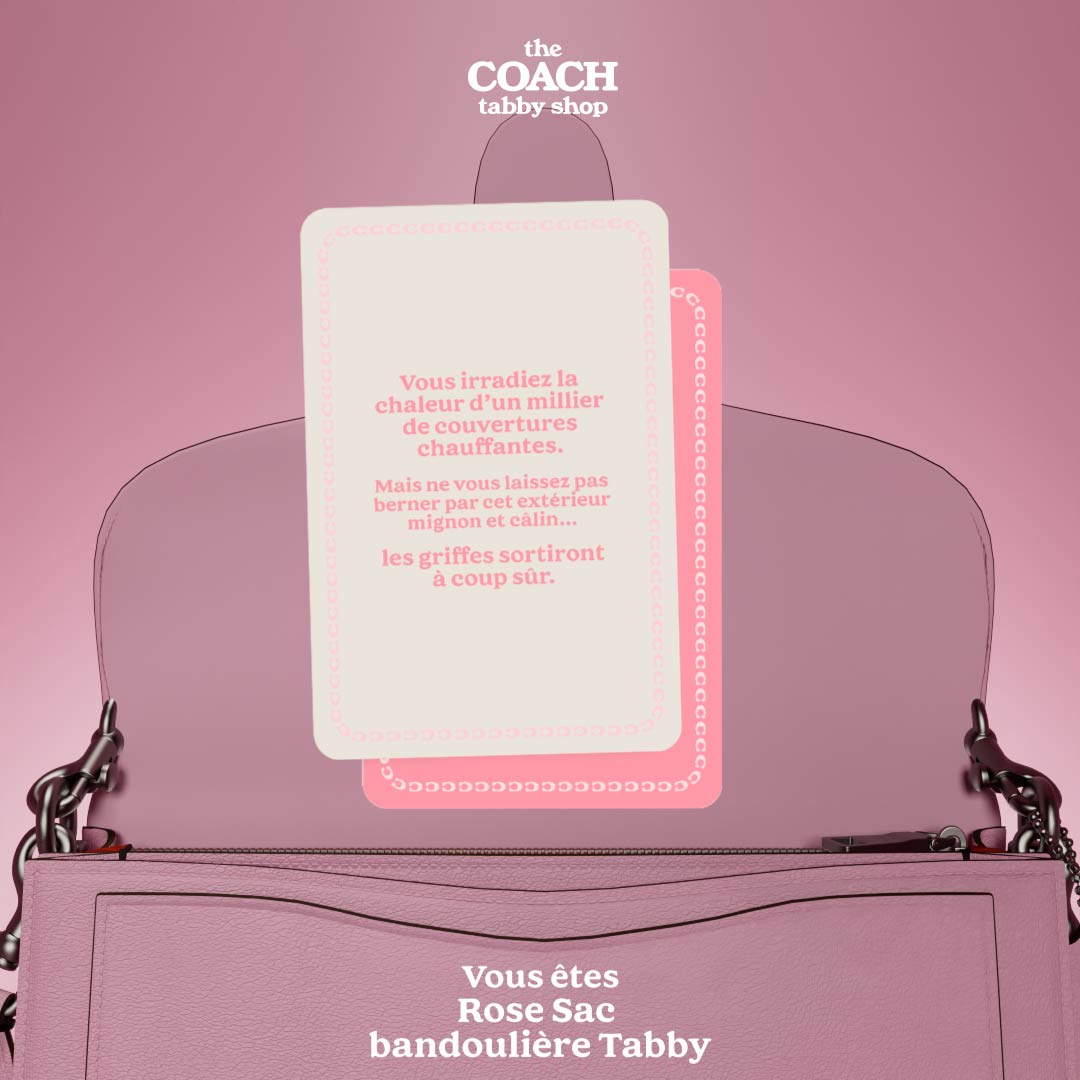 the
COACH
tabby shop
Vous irradiez la
chaleur d'un millier
de couvertures
chauffantes.
Mais ne vous laissez pas
berner par cet extérieur
mignon et câlin...
les griffes sortiront
à coup sûr.
Vous êtes
Rose Sac
bandoulière Tabby